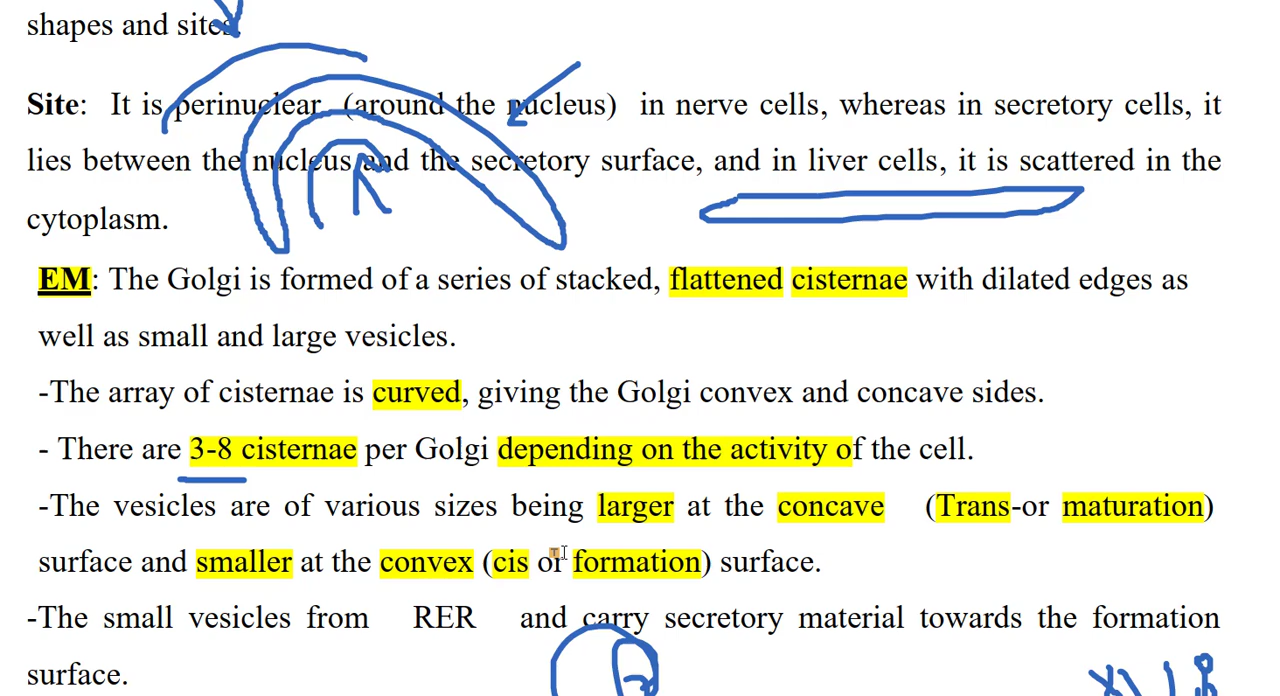 shapes and sites.
Site: It is perinuclear (around the nucleus) in nerve cells, whereas in secretory cells, it
lies between the nucleus and the secretory surface, and in liver cells, it is scattered in the
cytoplasm.
EM: The Golgi is formed of a series of stacked, flattened cisternae with dilated edges as
well as small and large vesicles.
-The array of cisternae is curved, giving the Golgi convex and concave sides.
- There are 3-8 cisternae per Golgi depending on the activity of the cell.
-The vesicles are of various sizes being larger at the concave (Trans-or maturation)
surface and smaller at the convex (cis or formation) surface.
-The small vesicles from RER and carry secretory material towards the formation
surface.